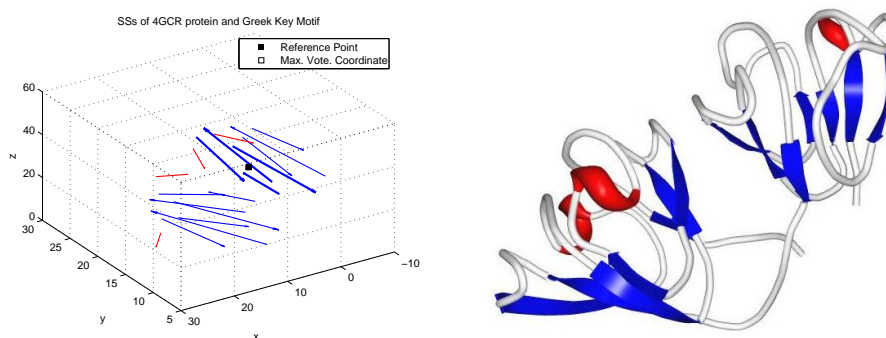 SSs of 4GCR protein and Greek Key Motif
Reference Point
Max. Vote. Coordinate
60
40
20
0
z
30
25
20
15
10
5
y
30
20
10
0
−10
x